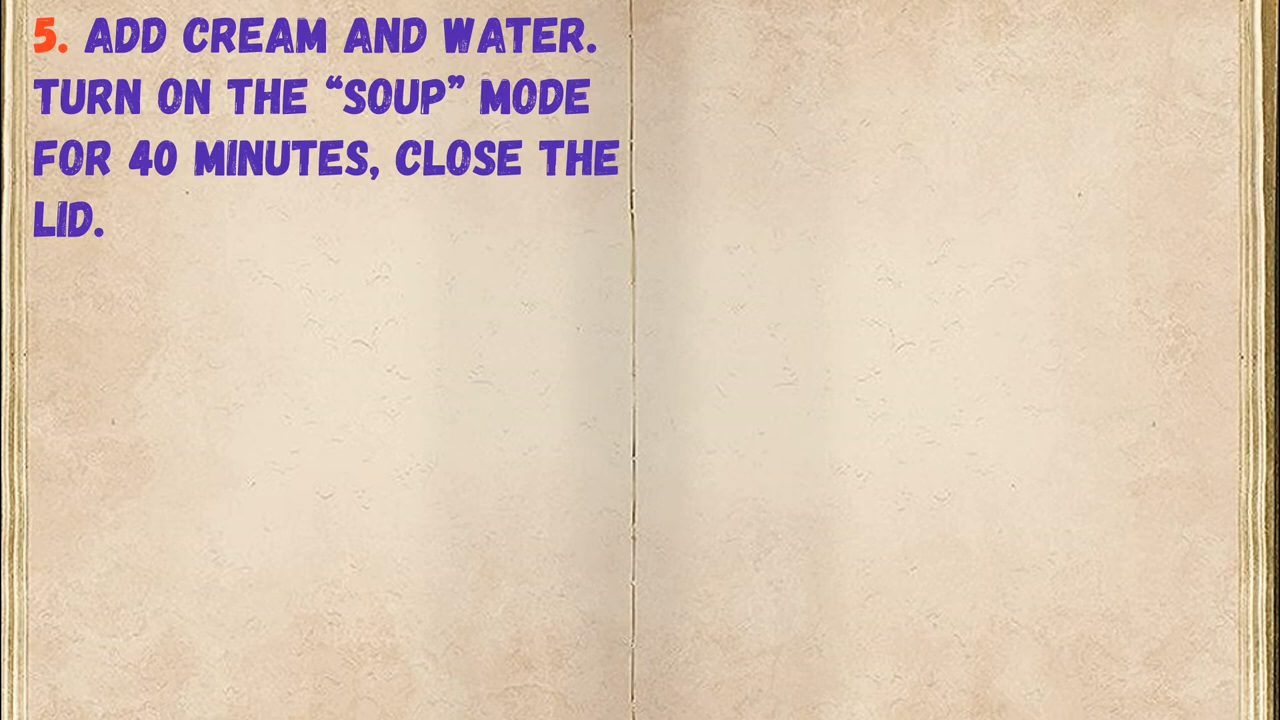 5. ADD CREAM AND WATER.
TURN ON THE “SOUP” MODE
FOR 40 MINUTES, CLOSE THE
LID.